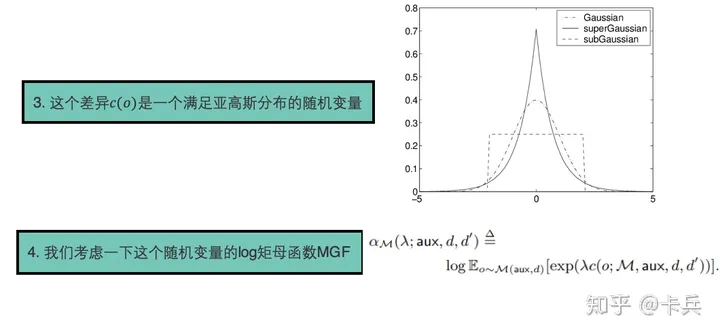 0.8
0.7
0.6
0.5
0.4
0.3
0.2
0.1
0
-5
0
5
Gaussian
superGaussian
subGaussian
3. 这个差异c(o)是一个满足亚高斯分布的随机变量
4. 我们考虑一下这个随机变量的log矩母函数MGF
α_M(λ; aux, d, d′) ≜
log 𝔼_{o∼M(aux,d)}[exp(λc(o; M, aux, d, d′))].
知乎 @卡兵